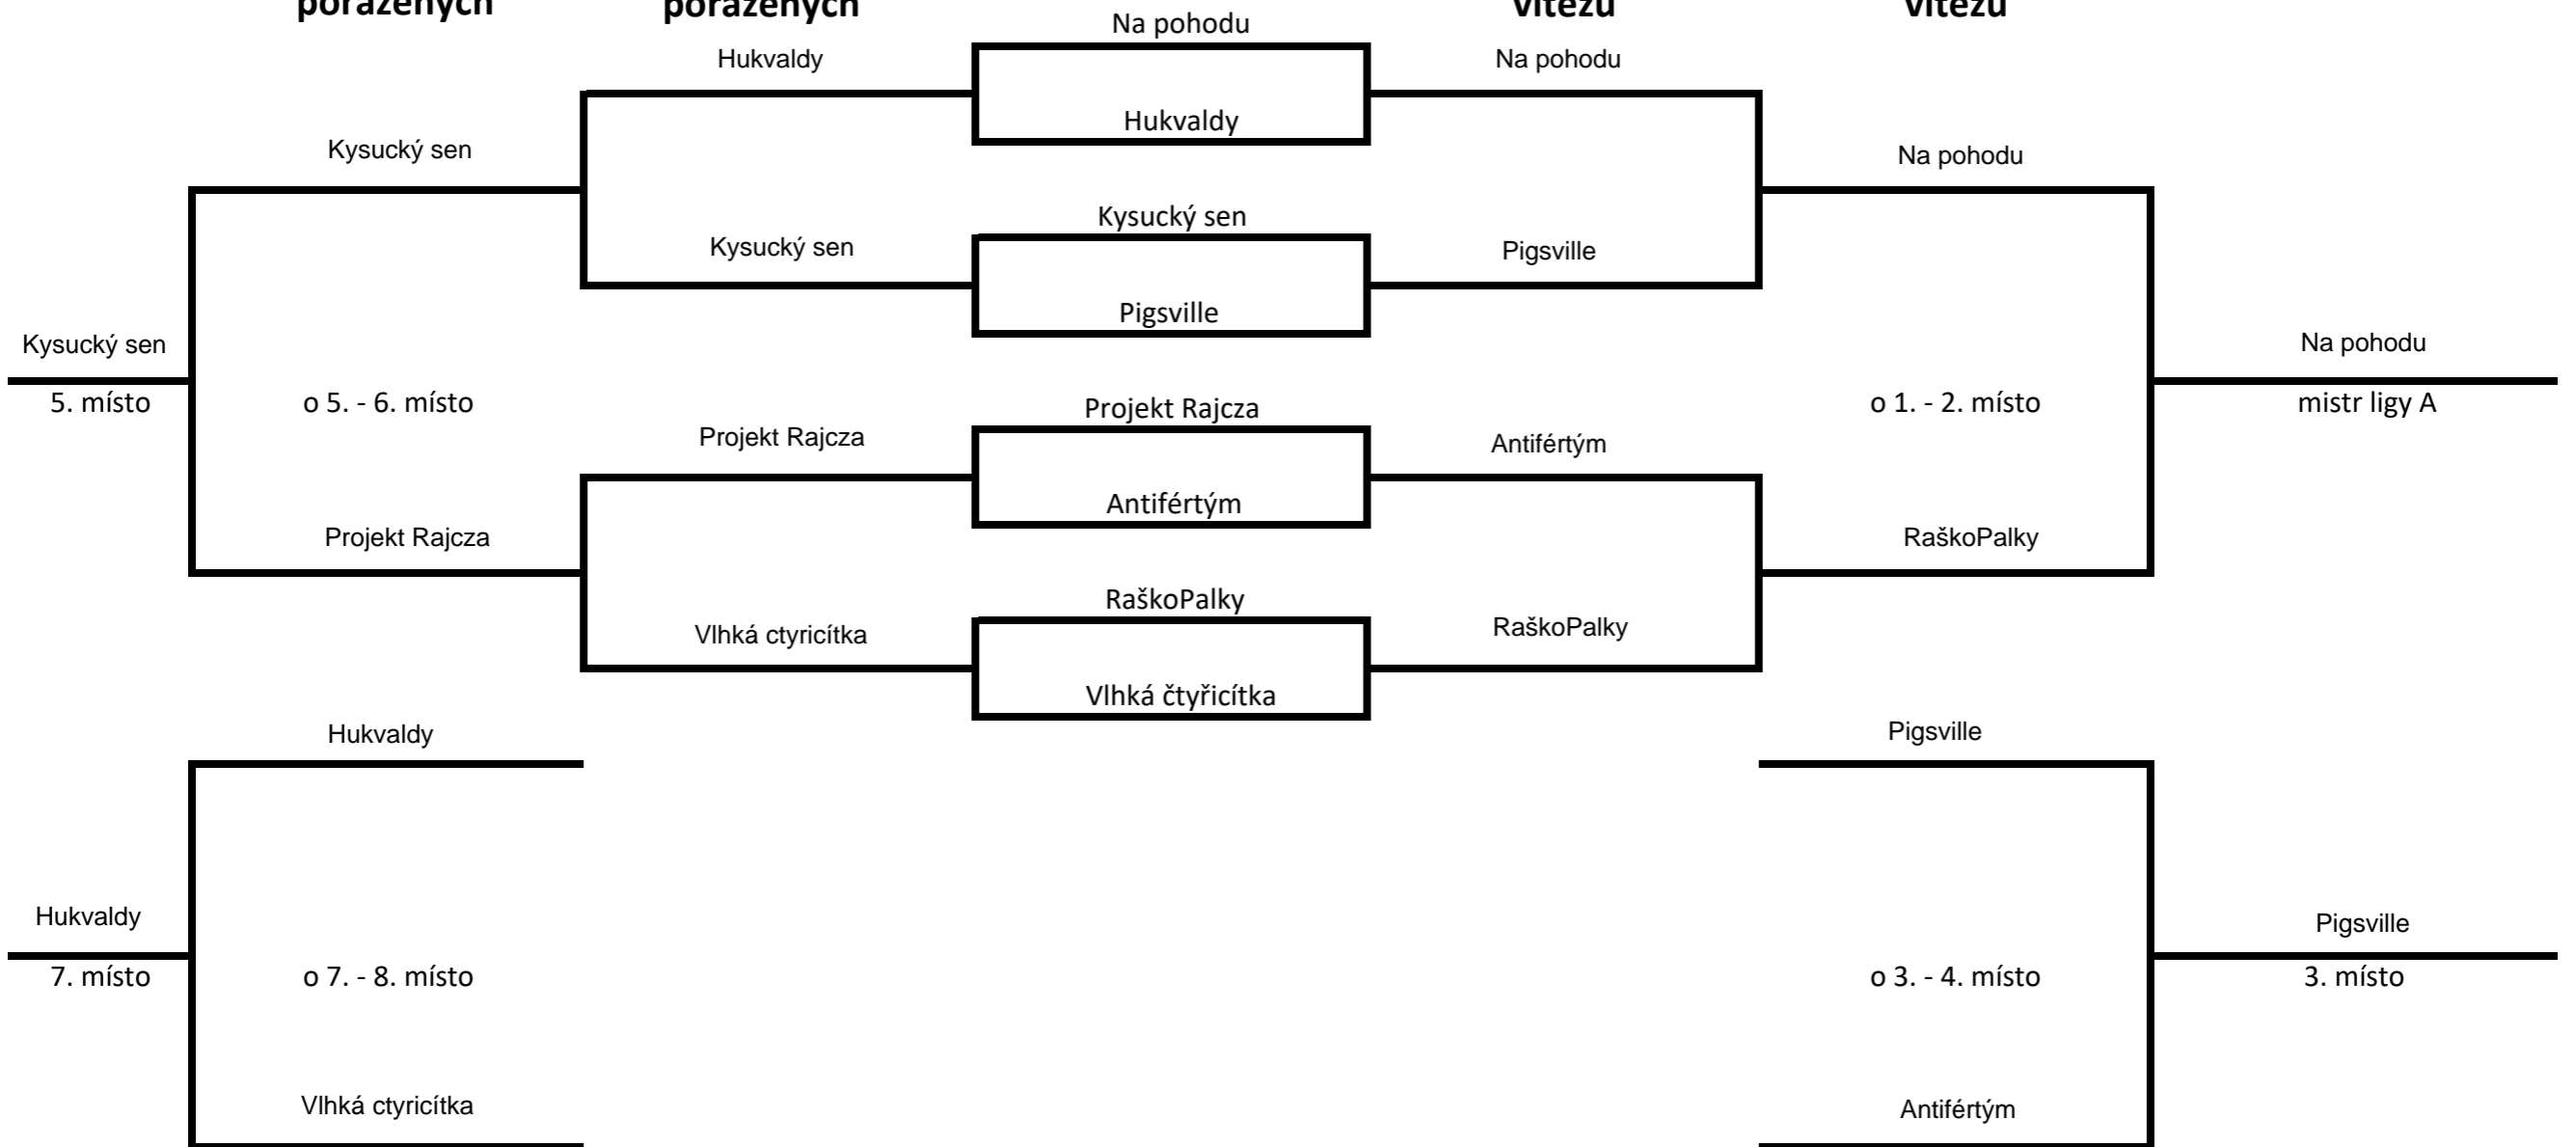 poražených
poražených
vítězů
vítězů
Na pohodu
Hukvaldy
Na pohodu
Hukvaldy
Kysucký sen
Na pohodu
Kysucký sen
Kysucký sen
Pigsville
Pigsville
Kysucký sen
Na pohodu
5. místo
o 5. - 6. místo
Projekt Rajcza
o 1. - 2. místo
mistr ligy A
Projekt Rajcza
Antifértým
Antifértým
Projekt Rajcza
RaškoPalky
RaškoPalky
Vlhká ctyricítka
RaškoPalky
Vlhká čtyřicítka
Hukvaldy
Pigsville
Hukvaldy
Pigsville
7. místo
o 7. - 8. místo
o 3. - 4. místo
3. místo
Vlhká ctyricítka
Antifértým